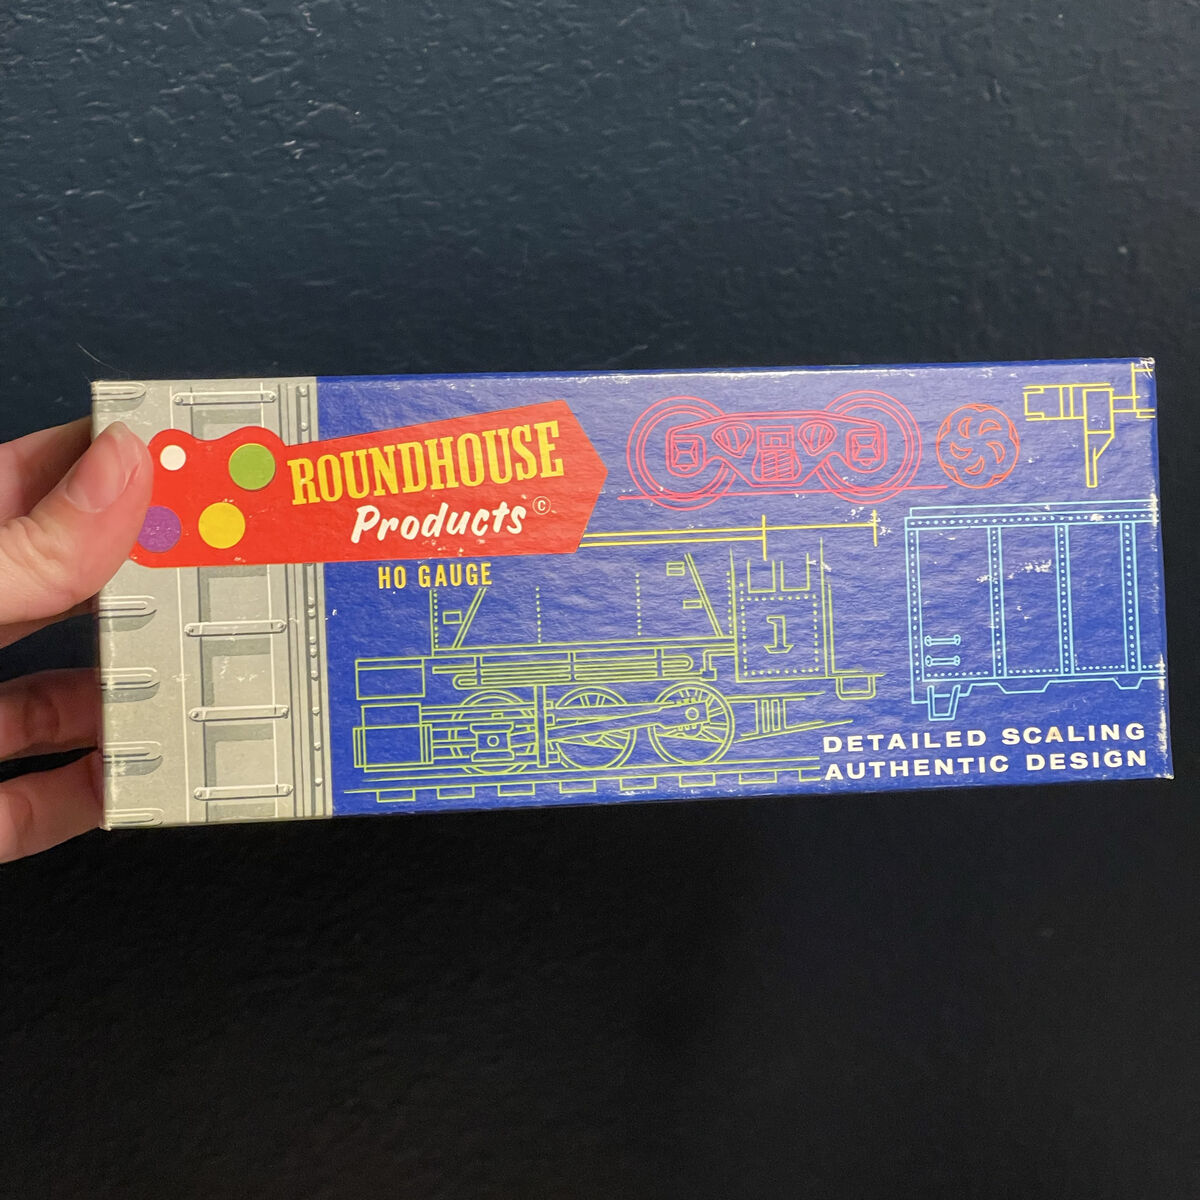 ROUNDHOUSE
Products ©
HO GAUGE
1
DETAILED SCALING
AUTHENTIC DESIGN